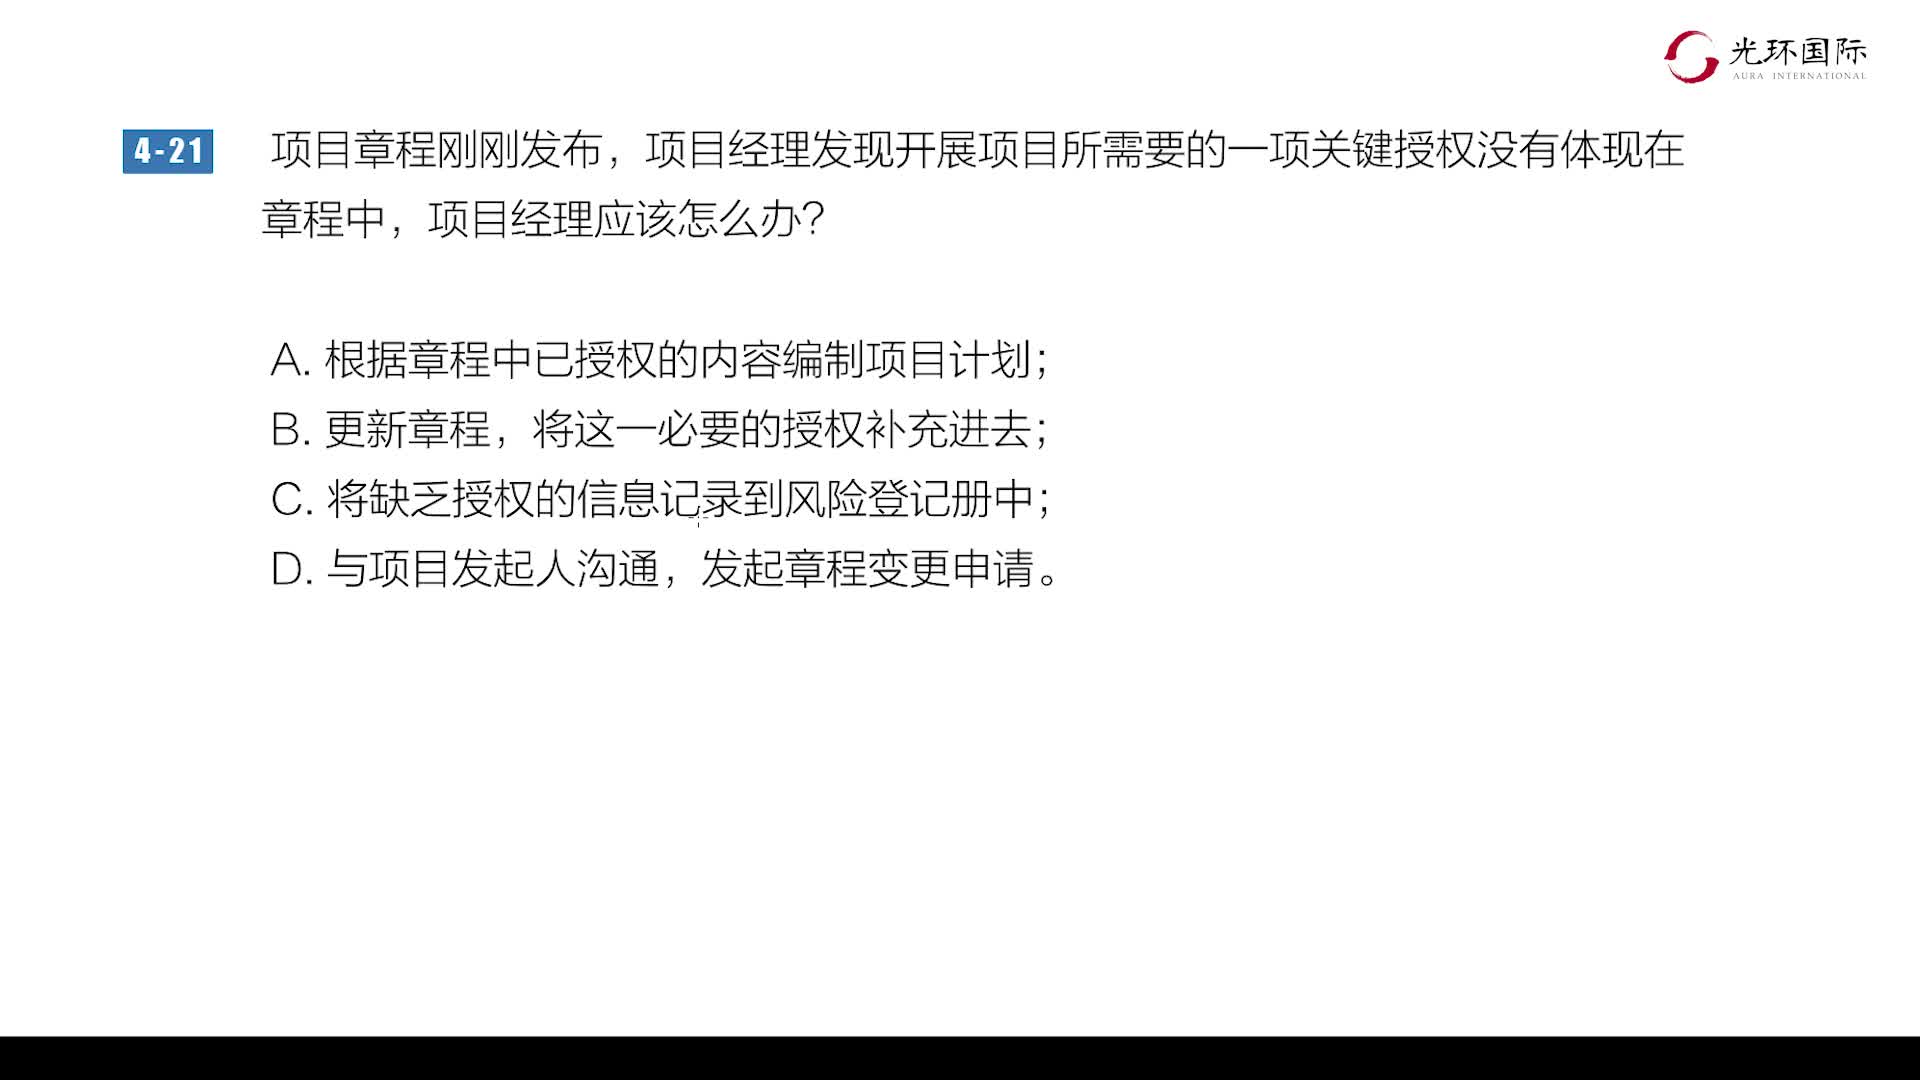 光环国际
AURA INTERNATIONAL
4-21 项目章程刚刚发布，项目经理发现开展项目所需要的一项关键授权没有体现在
章程中，项目经理应该怎么办？
A. 根据章程中已授权的内容编制项目计划；
B. 更新章程，将这一必要的授权补充进去；
C. 将缺乏授权的信息记录到风险登记册中；
D. 与项目发起人沟通，发起章程变更申请。